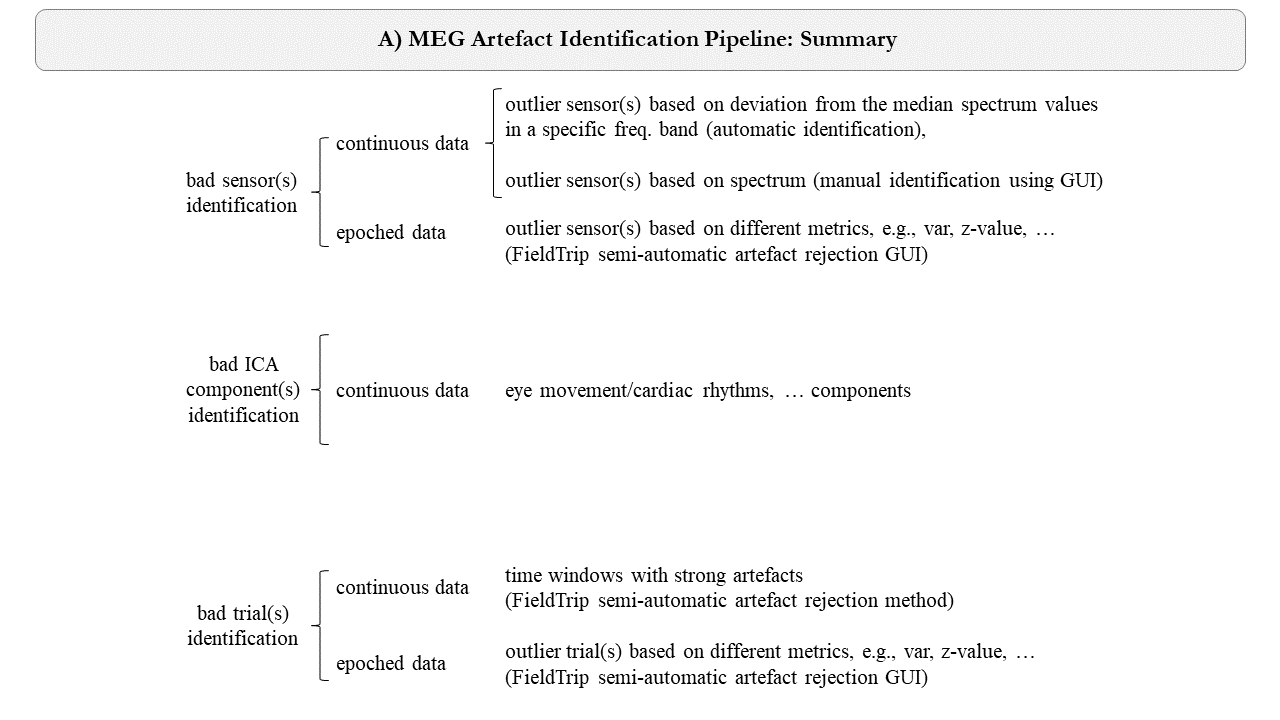 A) MEG Artefact Identification Pipeline: Summary
bad sensor(s)
identification
continuous data
outlier sensor(s) based on deviation from the median spectrum values
in a specific freq. band (automatic identification),
outlier sensor(s) based on spectrum (manual identification using GUI)
epoched data
outlier sensor(s) based on different metrics, e.g., var, z-value, …
(FieldTrip semi-automatic artefact rejection GUI)
bad ICA
component(s)
identification
continuous data
eye movement/cardiac rhythms, … components
bad trial(s)
identification
continuous data
time windows with strong artefacts
(FieldTrip semi-automatic artefact rejection method)
epoched data
outlier trial(s) based on different metrics, e.g., var, z-value, …
(FieldTrip semi-automatic artefact rejection GUI)